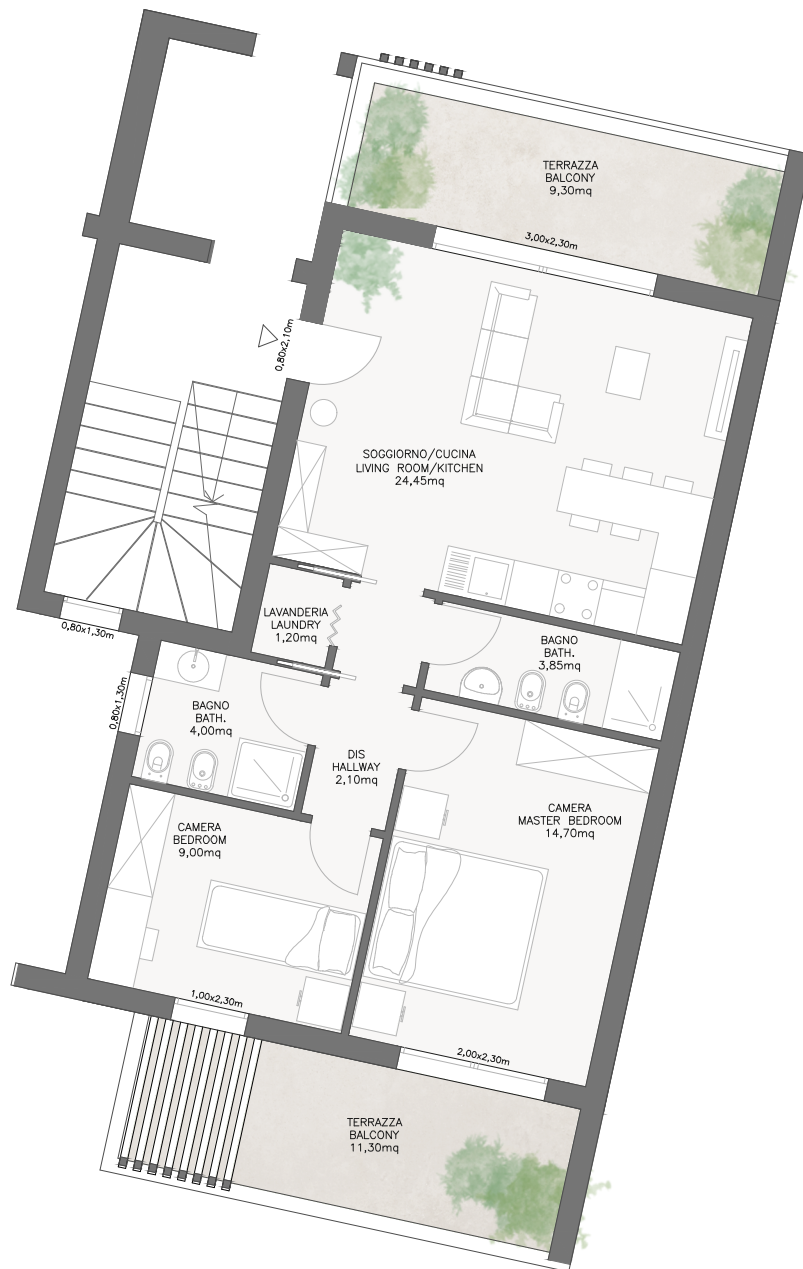 TERRAZZA
BALCONY
9,30mq
3,00x2,30m
0,80x2,10m
SOGGIORNO/CUCINA
LIVING ROOM/KITCHEN
24,45mq
LAVANDERIA
LAUNDRY
1,20mq
0,80x1,30m
BAGNO
BATH.
3,85mq
0,80x1,30m
BAGNO
BATH.
4,00mq
DIS
HALLWAY
2,10mq
CAMERA
MASTER BEDROOM
14,70mq
CAMERA
BEDROOM
9,00mq
1,00x2,30m
2,00x2,30m
TERRAZZA
BALCONY
11,30mq